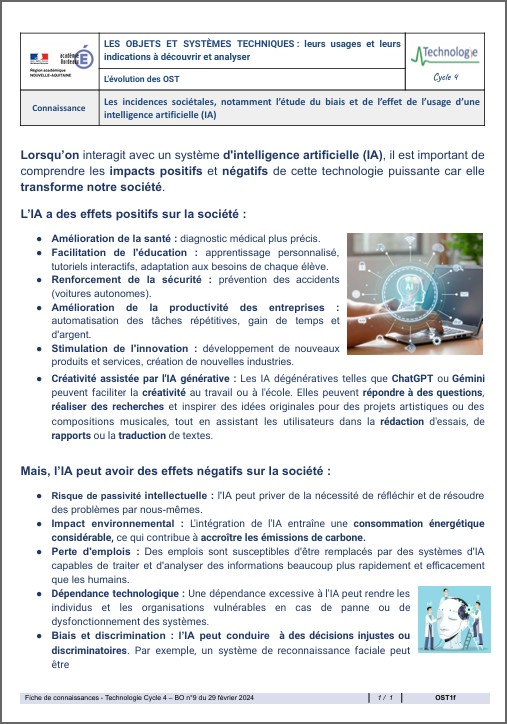 académie
Bordeaux
Région académique
NOUVELLE-AQUITAINE
LES OBJETS ET SYSTÈMES TECHNIQUES : leurs usages et leurs
indications à découvrir et analyser
L'évolution des OST
Technologie
Cycle 4
Connaissance
Les incidences sociétales, notamment l'étude du biais et de l'effet de l'usage d'une
intelligence artificielle (IA)
Lorsqu'on interagit avec un système d'intelligence artificielle (IA), il est important de
comprendre les impacts positifs et négatifs de cette technologie puissante car elle
transforme notre société.
L'IA a des effets positifs sur la société :
● Amélioration de la santé : diagnostic médical plus précis.
● Facilitation de l'éducation : apprentissage personnalisé,
tutoriels interactifs, adaptation aux besoins de chaque élève.
● Renforcement de la sécurité : prévention des accidents
(voitures autonomes).
● Amélioration de la productivité des entreprises :
automatisation des tâches répétitives, gain de temps et
d'argent.
● Stimulation de l'innovation : développement de nouveaux
produits et services, création de nouvelles industries.
● Créativité assistée par l'IA générative : Les IA dégénératives telles que ChatGPT ou Gémini
peuvent faciliter la créativité au travail ou à l'école. Elles peuvent répondre à des questions,
réaliser des recherches et inspirer des idées originales pour des projets artistiques ou des
compositions musicales, tout en assistant les utilisateurs dans la rédaction d'essais, de
rapports ou la traduction de textes.
Mais, l'IA peut avoir des effets négatifs sur la société :
● Risque de passivité intellectuelle : l'IA peut priver de la nécessité de réfléchir et de résoudre
des problèmes par nous-mêmes.
● Impact environnemental : L'intégration de l'IA entraîne une consommation énergétique
considérable, ce qui contribue à accroître les émissions de carbone.
● Perte d'emplois : Des emplois sont susceptibles d'être remplacés par des systèmes d'IA
capables de traiter et d'analyser des informations beaucoup plus rapidement et efficacement
que les humains.
● Dépendance technologique : Une dépendance excessive à l'IA peut rendre les
individus et les organisations vulnérables en cas de panne ou de
dysfonctionnement des systèmes.
● Biais et discrimination : l'IA peut conduire à des décisions injustes ou
discriminatoires. Par exemple, un système de reconnaissance faciale peut
être
Fiche de connaissances - Technologie Cycle 4 – BO n°9 du 29 février 2024
1 / 1
OST1f